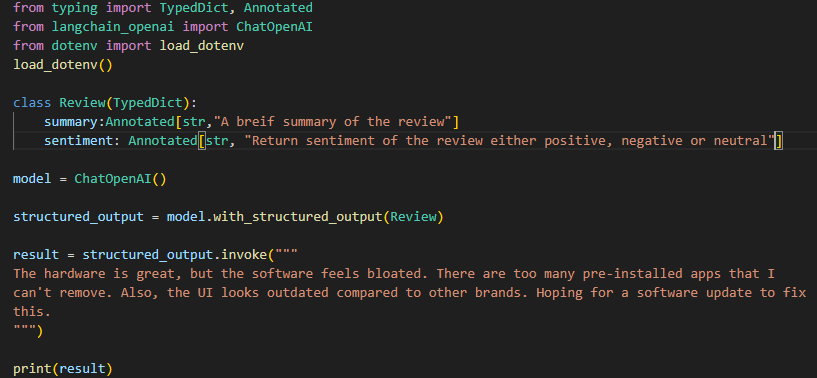 from typing import TypedDict, Annotated
from langchain_openai import ChatOpenAI
from dotenv import load_dotenv
load_dotenv()

class Review(TypedDict):
    summary:Annotated[str,"A breif summary of the review"]
    sentiment: Annotated[str, "Return sentiment of the review either positive, negative or neutral"]

model = ChatOpenAI()

structured_output = model.with_structured_output(Review)

result = structured_output.invoke("""
The hardware is great, but the software feels bloated. There are too many pre-installed apps that I
can't remove. Also, the UI looks outdated compared to other brands. Hoping for a software update to fix
this.
""")

print(result)